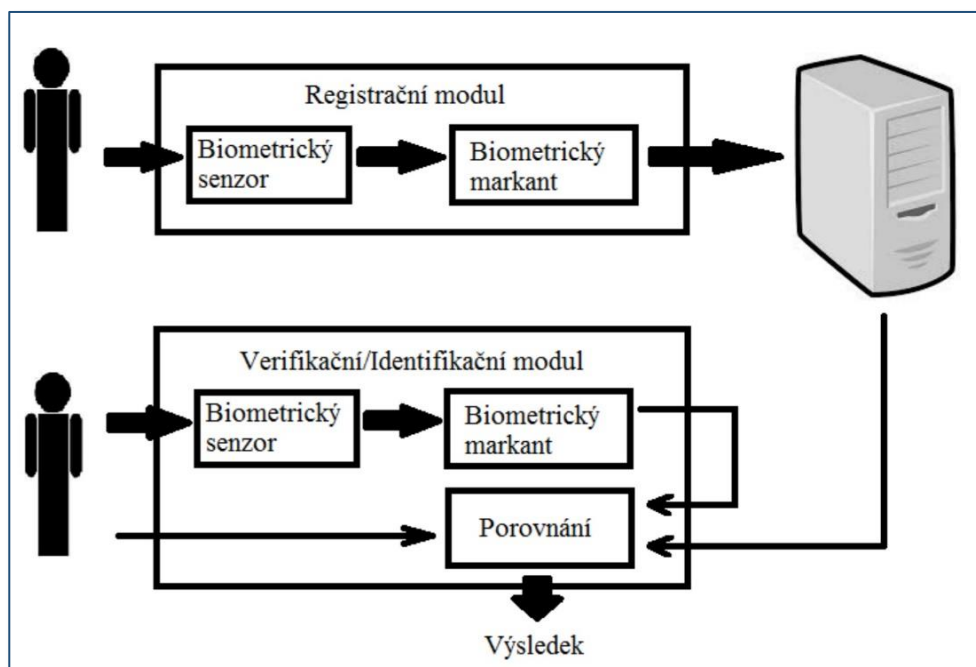 Registrační modul
Biometrický
senzor
Biometrický
markant
Verifikační/Identifikační modul
Biometrický
senzor
Biometrický
markant
Porovnání
Výsledek